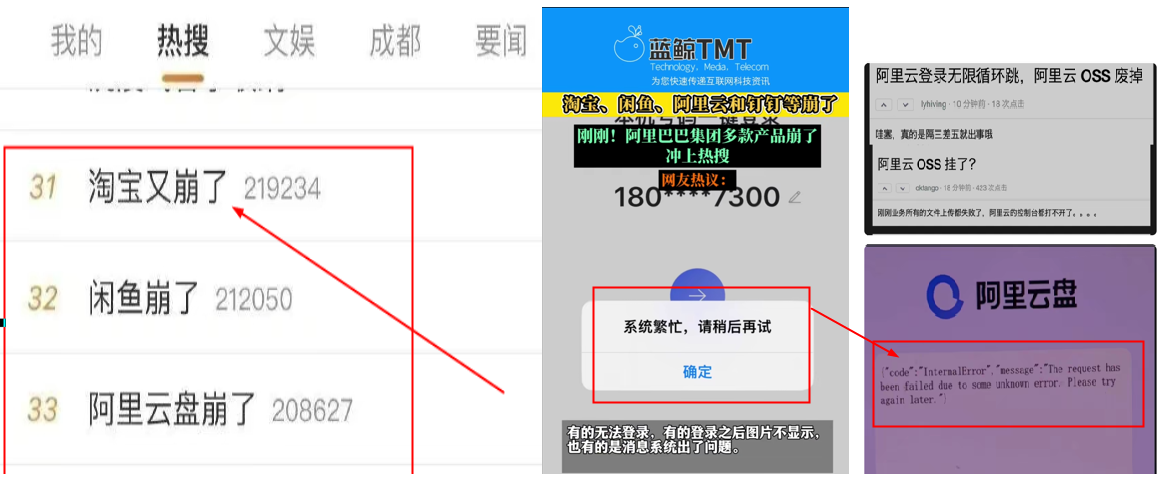 我的 热搜 文娱 成都 要闻
31 淘宝又崩了 219234
32 闲鱼崩了 212050
33 阿里云盘崩了 208627
蓝鲸TMT
Technology, Media, Telecom
为您快速传递互联网科技资讯
淘宝、闲鱼、阿里云和钉钉等崩了
刚刚！阿里巴巴集团多款产品崩了
冲上热搜
网友热议：
180****7300
系统繁忙，请稍后再试
确定
有的无法登录，有的登录之后图片不显示，
也有的是消息系统出了问题。
阿里云登录无限循环跳，阿里云 OSS 废掉
lyhiving · 10 分钟前 · 18 次点击
哇塞，真的是隔三差五就出事哦
阿里云 OSS 挂了？
dktango · 18 分钟前 · 423 次点击
刚刚业务所有的文件上传都失败了，阿里云的控制台都打不开了。。。。
阿里云盘
{"code":"InternalError","message":"The request has
been failed due to some unknown error. Please try
again later."}